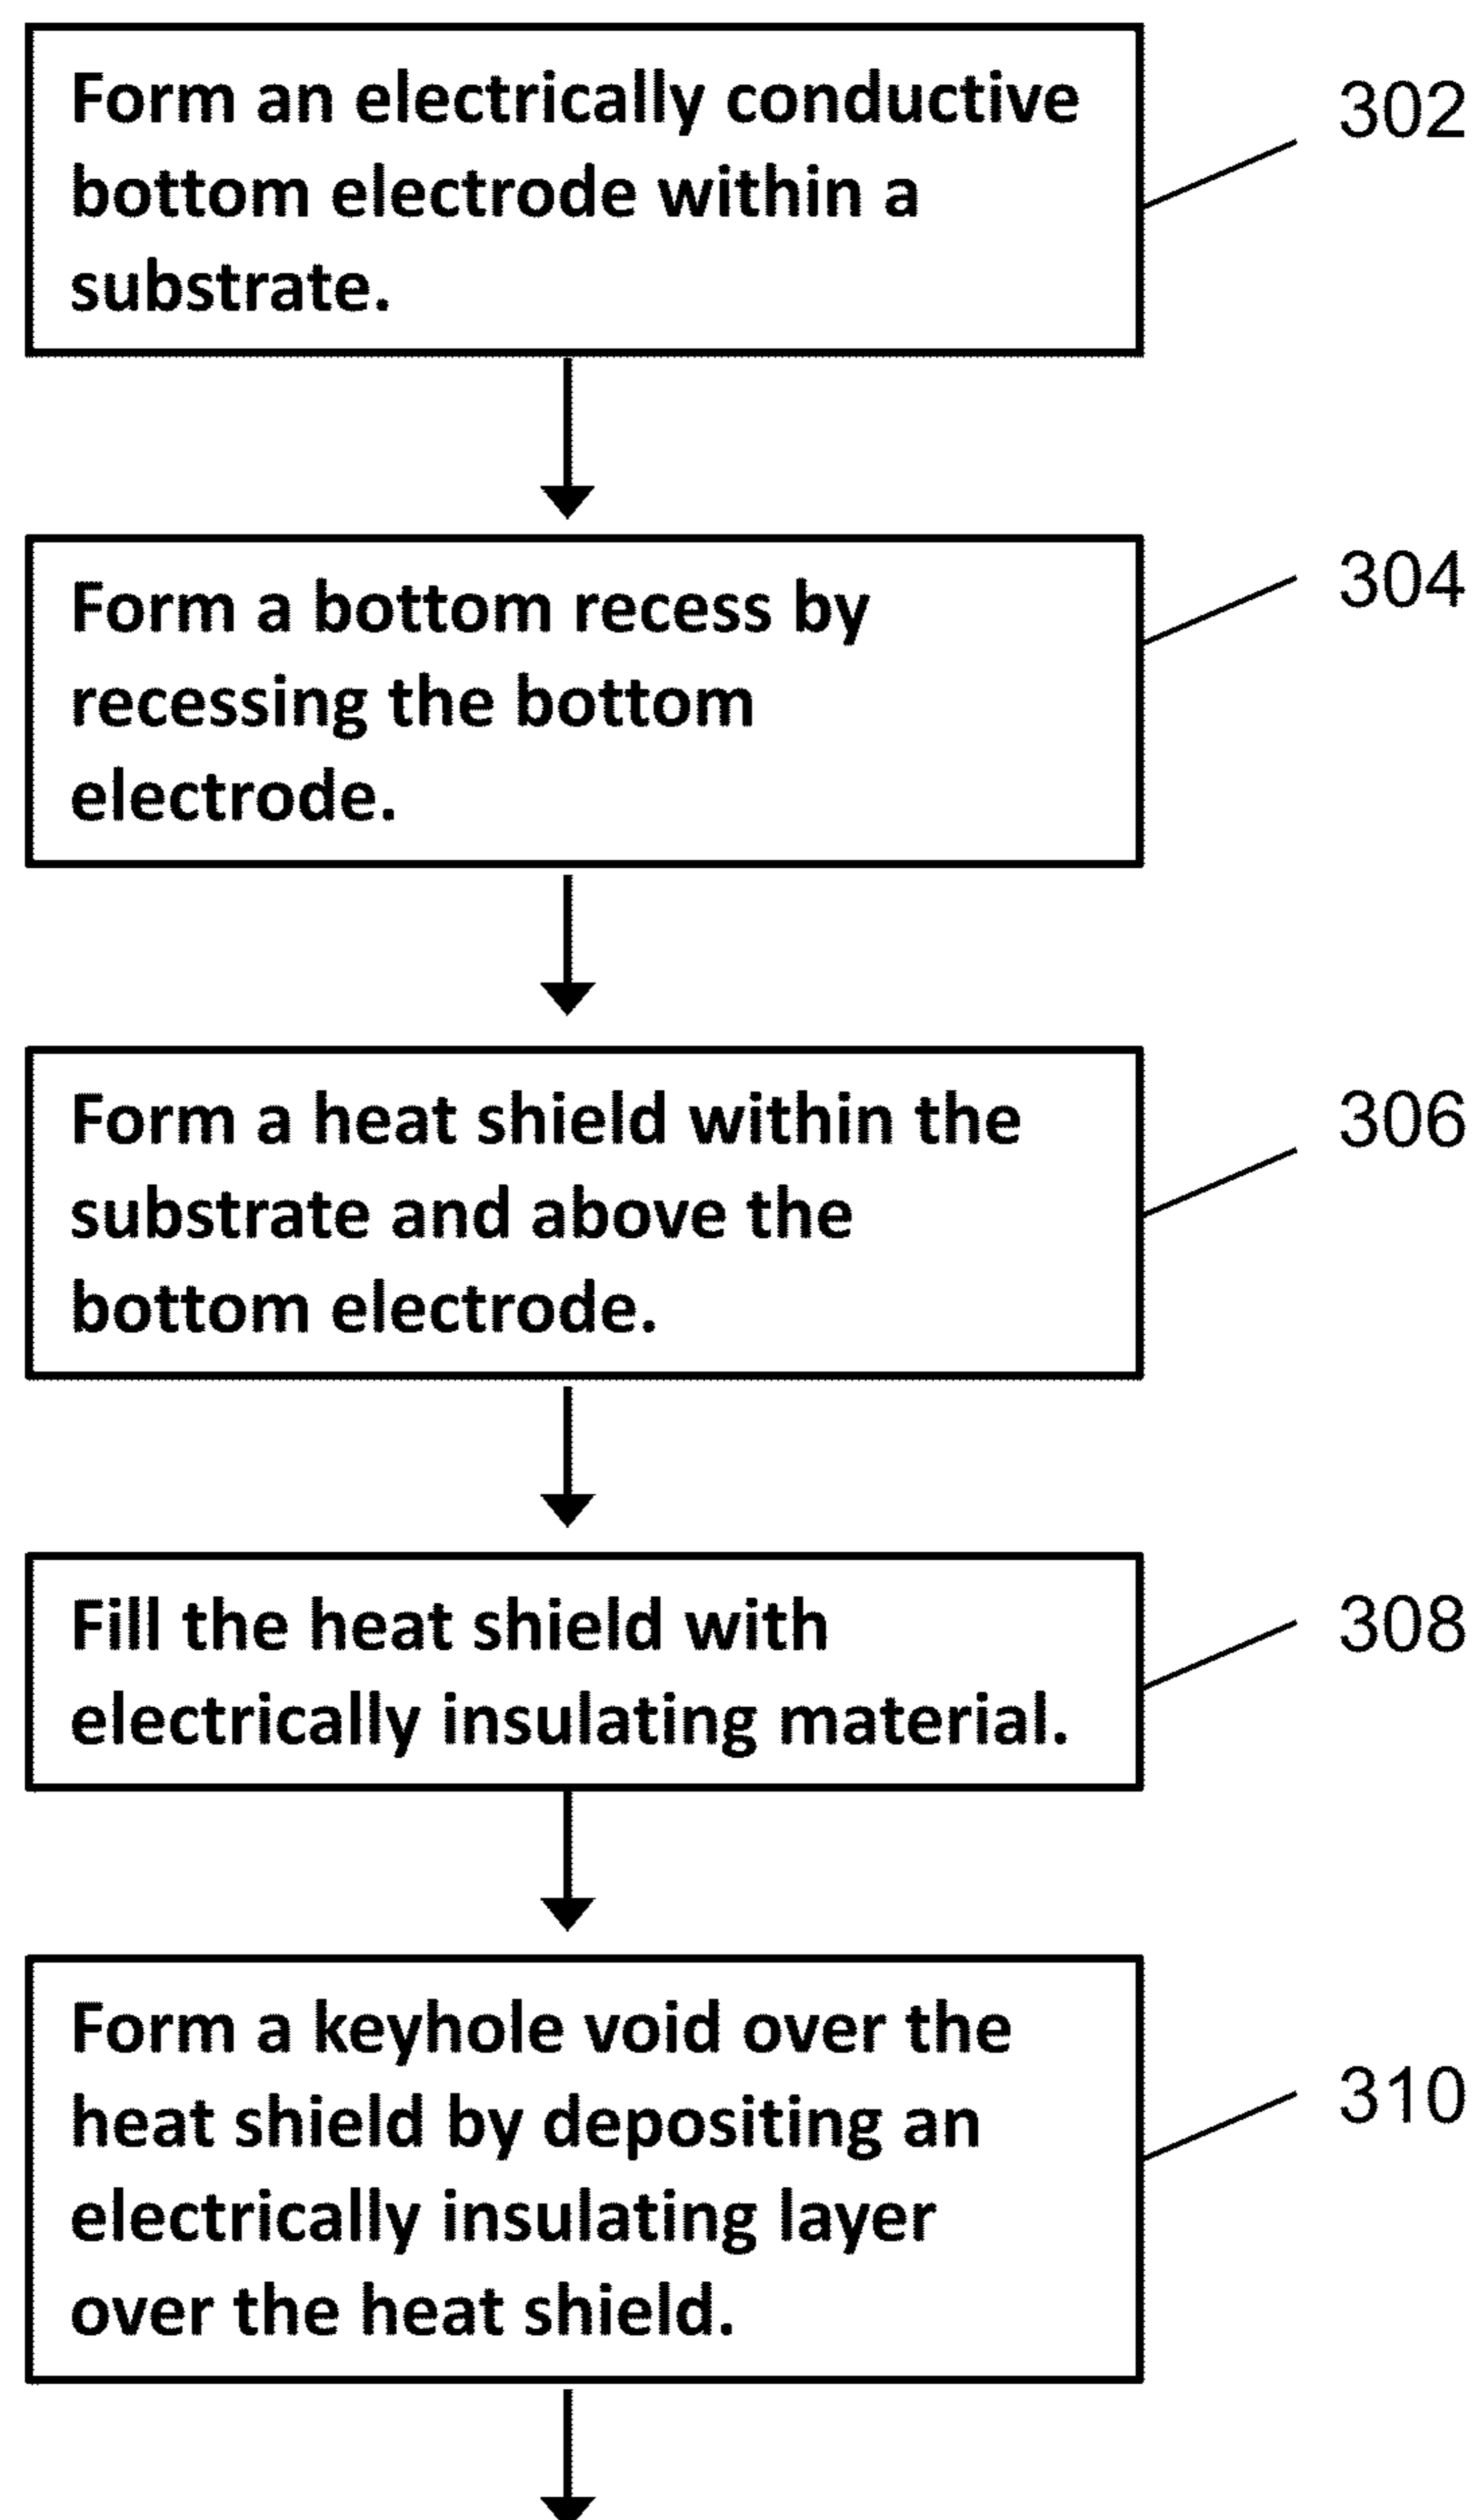 Form an electrically conductive
bottom electrode within a
substrate.
302
Form a bottom recess by
recessing the bottom
electrode.
304
Form a heat shield within the
substrate and above the
bottom electrode.
306
Fill the heat shield with
electrically insulating material.
308
Form a keyhole void over the
heat shield by depositing an
electrically insulating layer
over the heat shield.
310